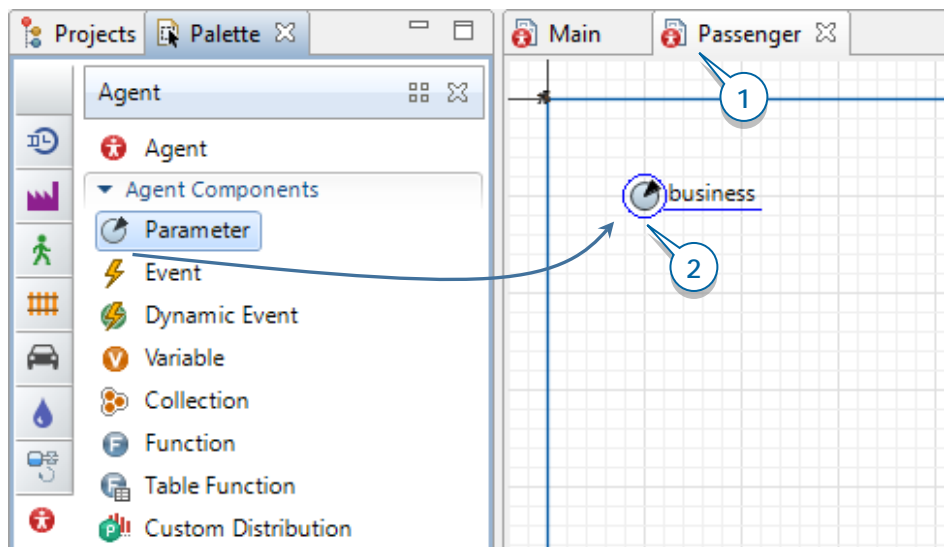 Projects
Palette
Main
Passenger
Agent
1
Agent
Agent Components
business
Parameter
Event
2
Dynamic Event
Variable
Collection
Function
Table Function
Custom Distribution